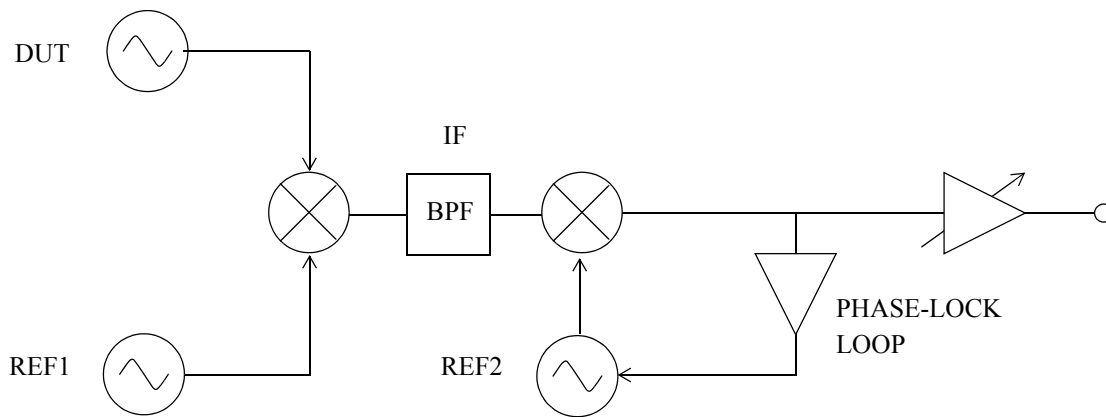 DUT
IF
BPF
PHASE-LOCK
LOOP
REF1
REF2